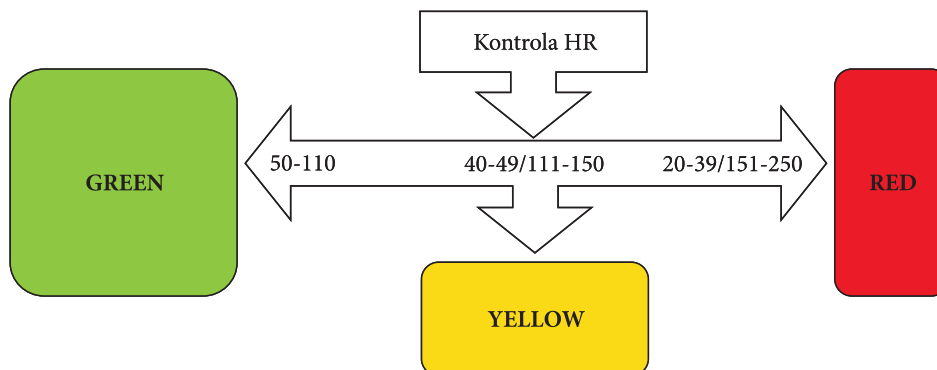 Kontrola HR
50-110
40-49/111-150
20-39/151-250
GREEN
RED
YELLOW